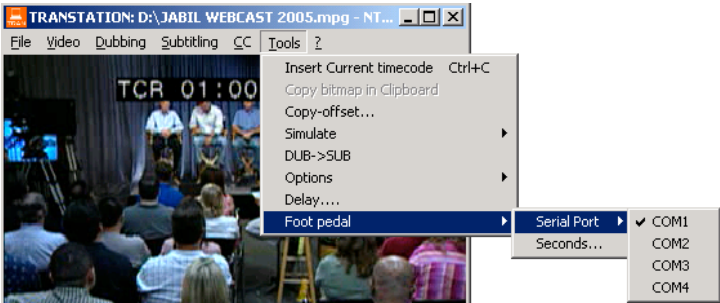 TRANSTATION: D:\JABIL WEBCAST 2005.mpg - NT...
File Video Dubbing Subtitling CC Tools ?
TCR 01:00
Insert Current timecode Ctrl+C
Copy bitmap in Clipboard
Copy-offset...
Simulate
DUB->SUB
Options
Delay....
Foot pedal
Serial Port
Seconds...
COM1
COM2
COM3
COM4